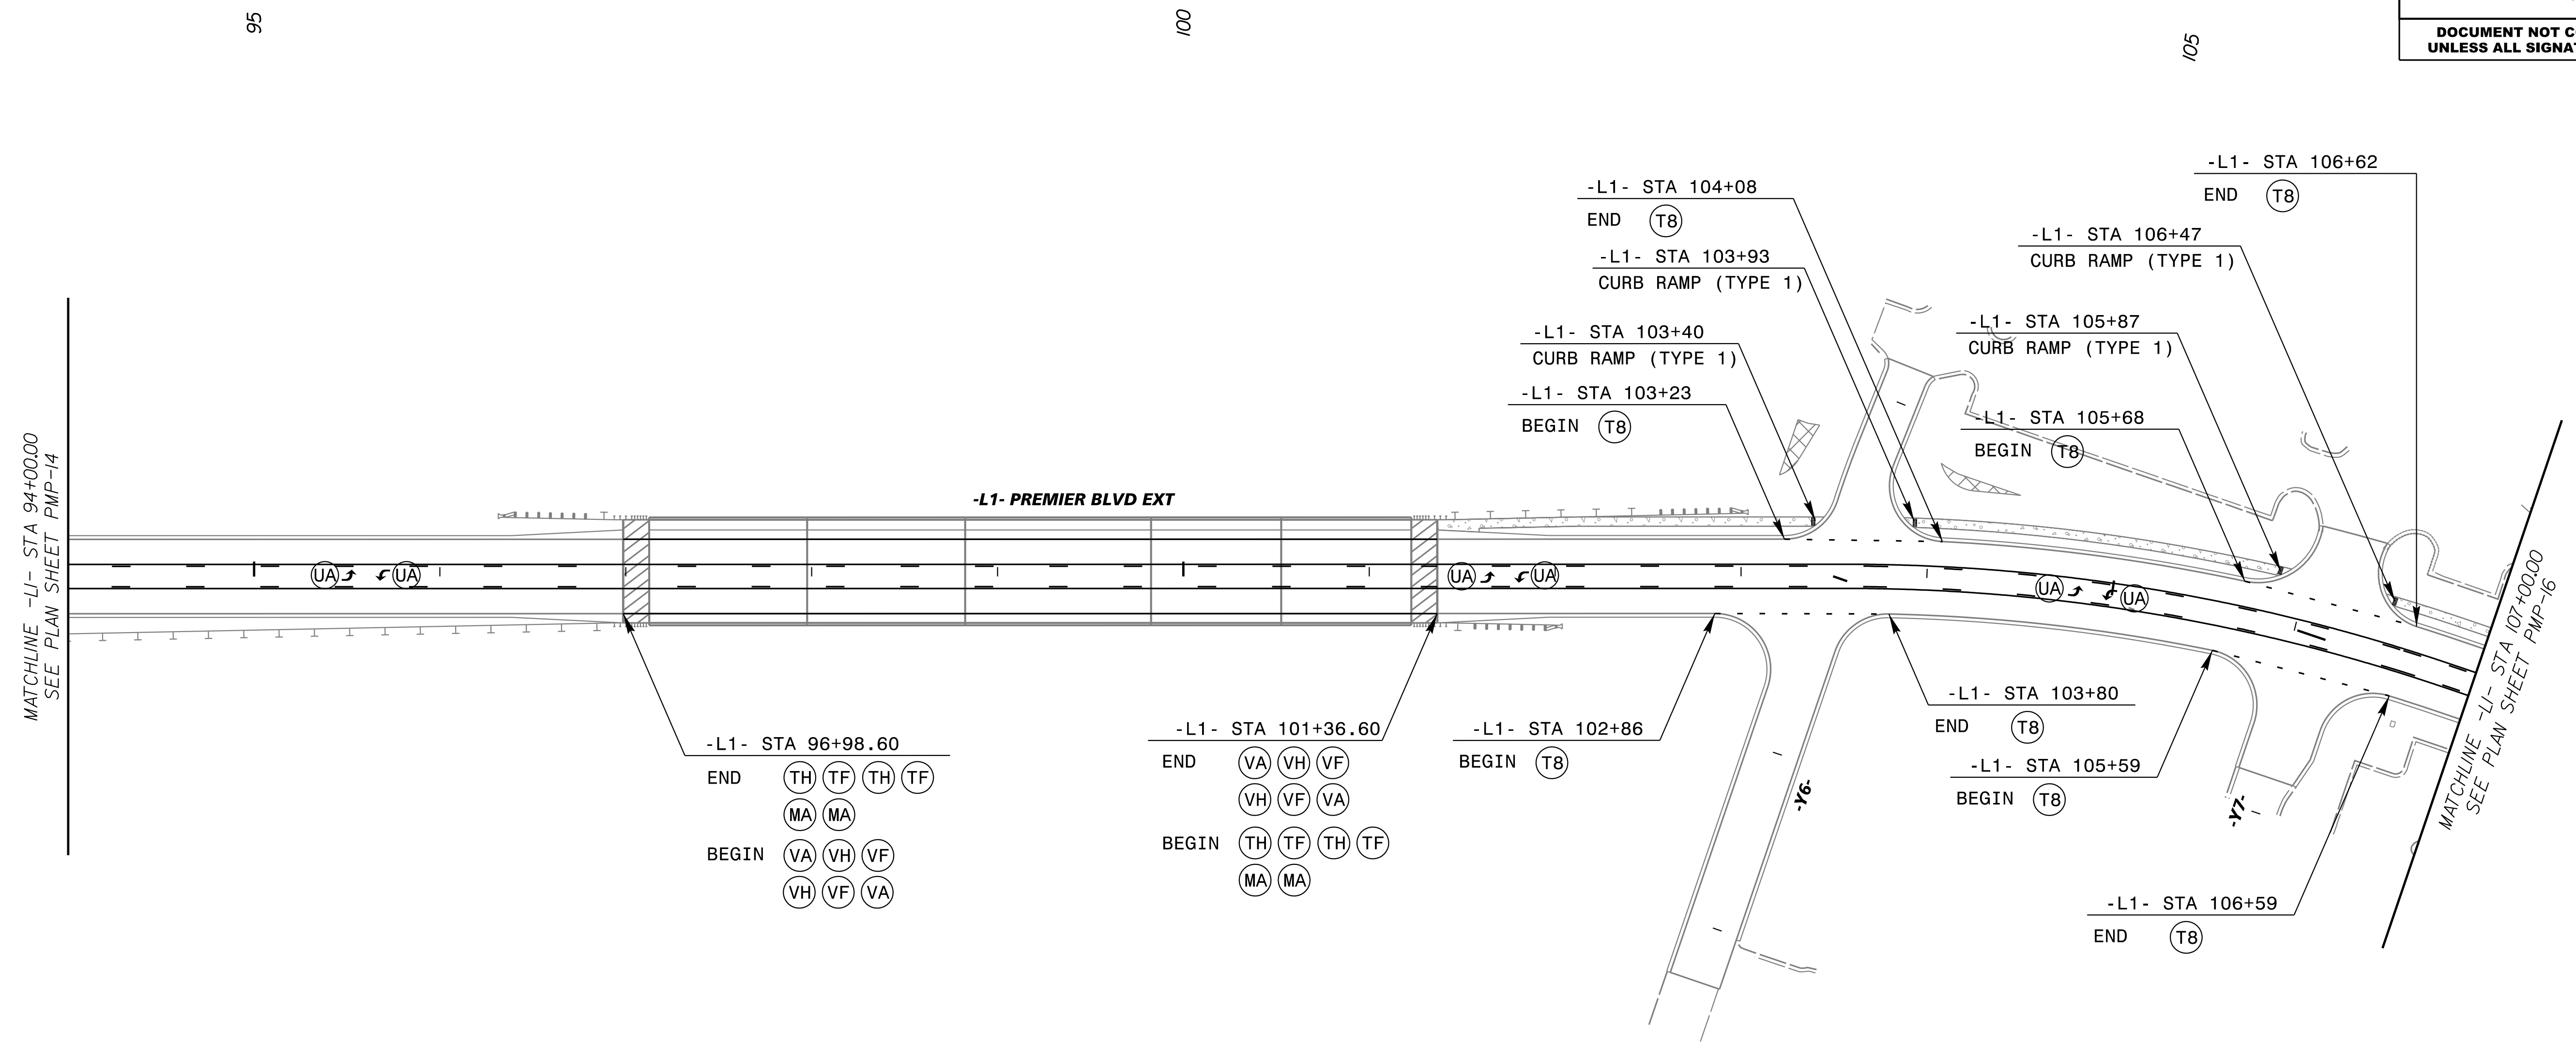 95
100
105
DOCUMENT NOT C
UNLESS ALL SIGNA
-L1- STA 106+62
END T8
-L1- STA 104+08
END T8
-L1- STA 106+47
CURB RAMP (TYPE 1)
-L1- STA 103+93
CURB RAMP (TYPE 1)
-L1- STA 103+40
CURB RAMP (TYPE 1)
-L1- STA 105+87
CURB RAMP (TYPE 1)
-L1- STA 103+23
BEGIN T8
-L1- STA 105+68
BEGIN T8
MATCHLINE -L1- STA 94+00.00
SEE PLAN SHEET PMP-14
-L1- PREMIER BLVD EXT
UA UA
UA UA
UA UA
-L1- STA 96+98.60
END TH TF TH TF
MA MA
BEGIN VA VH VF
VH VF VA
-L1- STA 101+36.60
END VA VH VF
VH VF VA
BEGIN TH TF TH TF
MA MA
-L1- STA 102+86
BEGIN T8
-L1- STA 103+80
END T8
-L1- STA 105+59
BEGIN T8
-Y6-
-Y7-
-L1- STA 106+59
END T8
MATCHLINE -L1- STA 107+00.00
SEE PLAN SHEET PMP-16